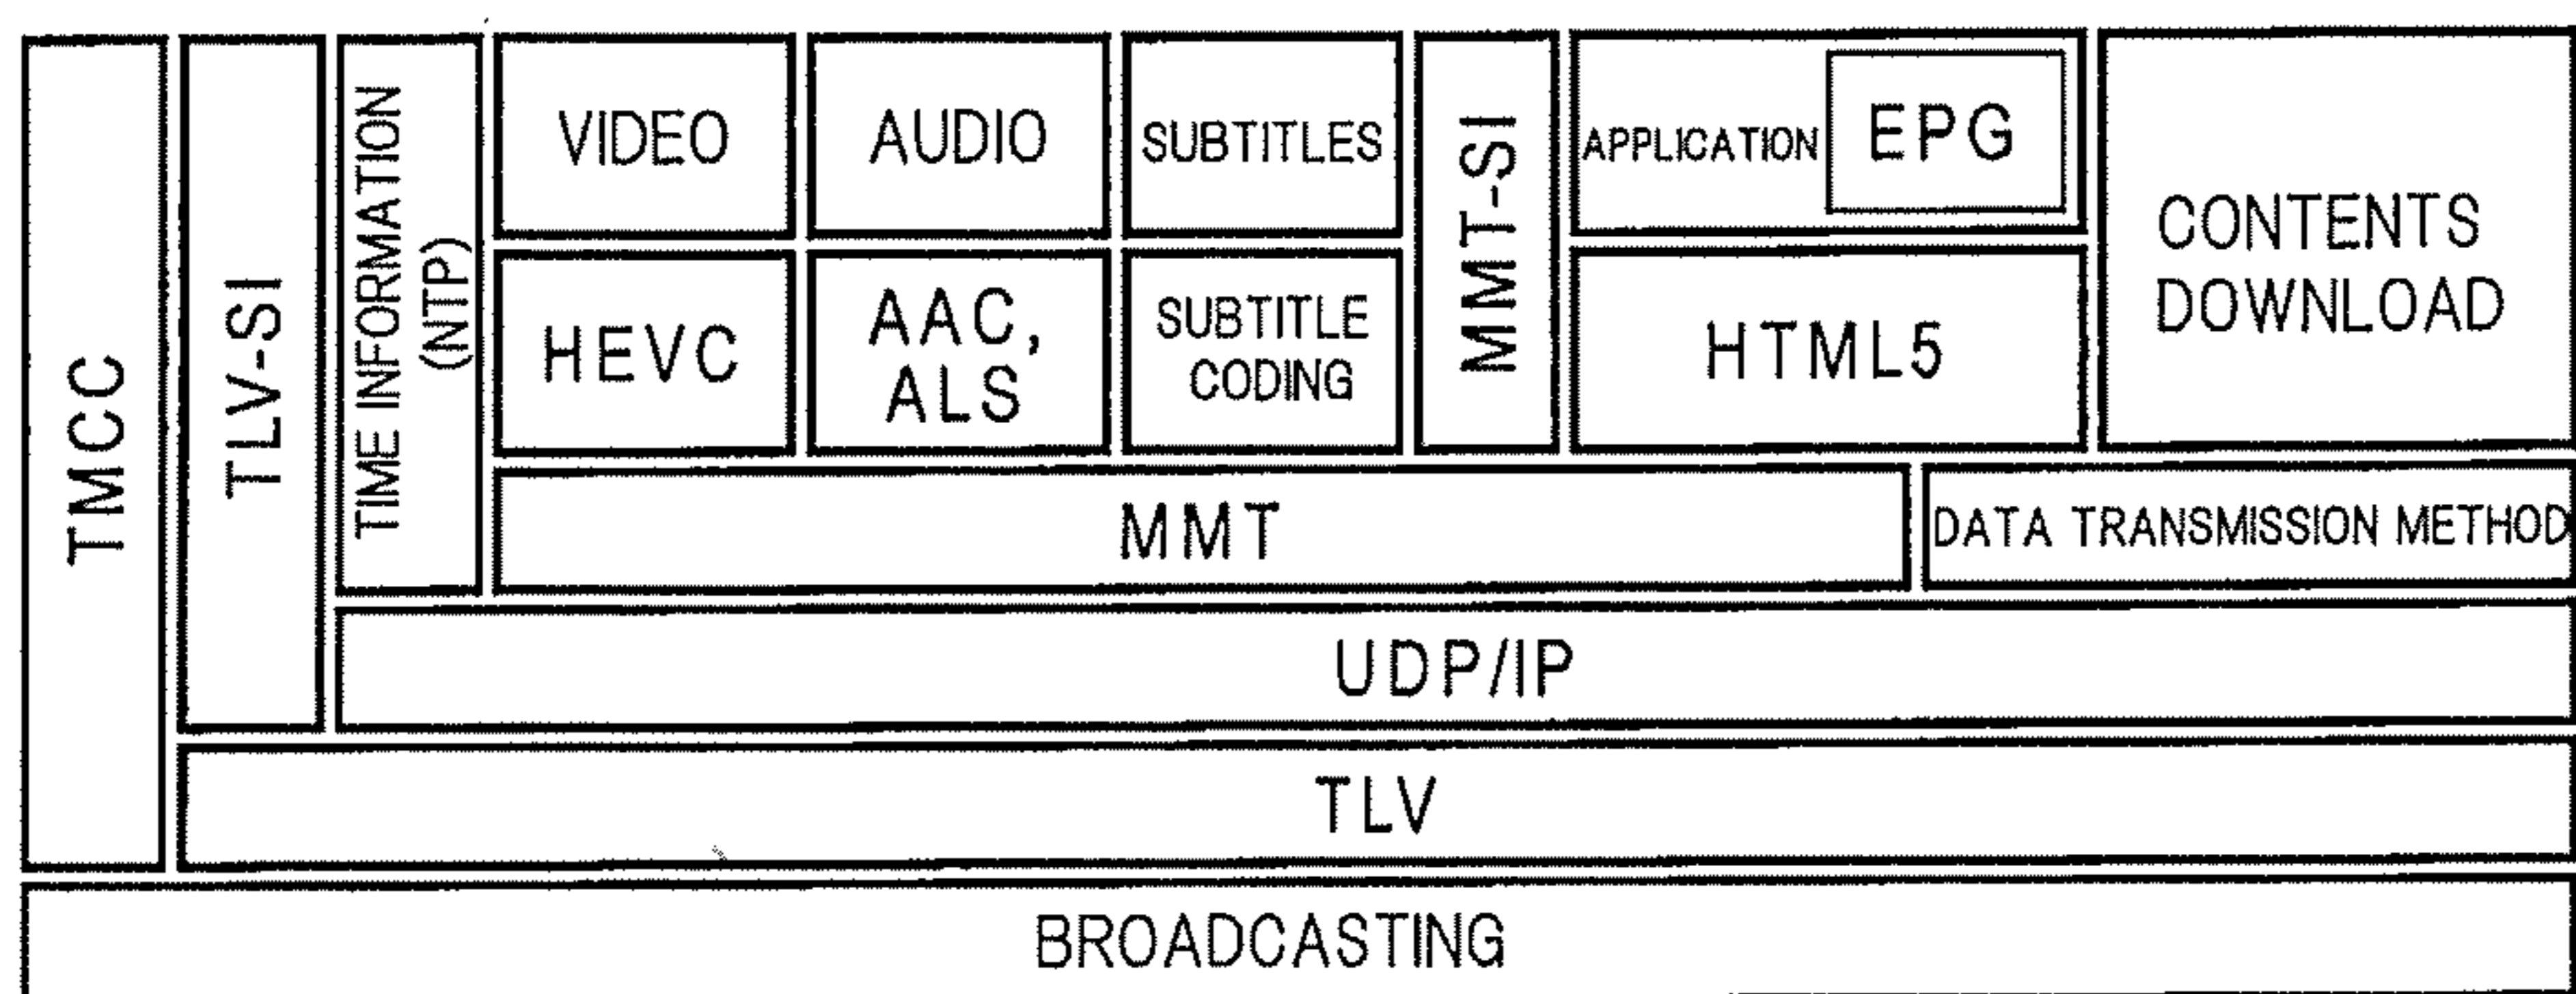 TMCC
TLV-SI
TIME INFORMATION
(NTP)
VIDEO
AUDIO
SUBTITLES
MMT-SI
APPLICATION
EPG
CONTENTS
DOWNLOAD
HEVC
AAC,
ALS
SUBTITLE
CODING
HTML5
MMT
DATA TRANSMISSION METHOD
UDP/IP
TLV
BROADCASTING